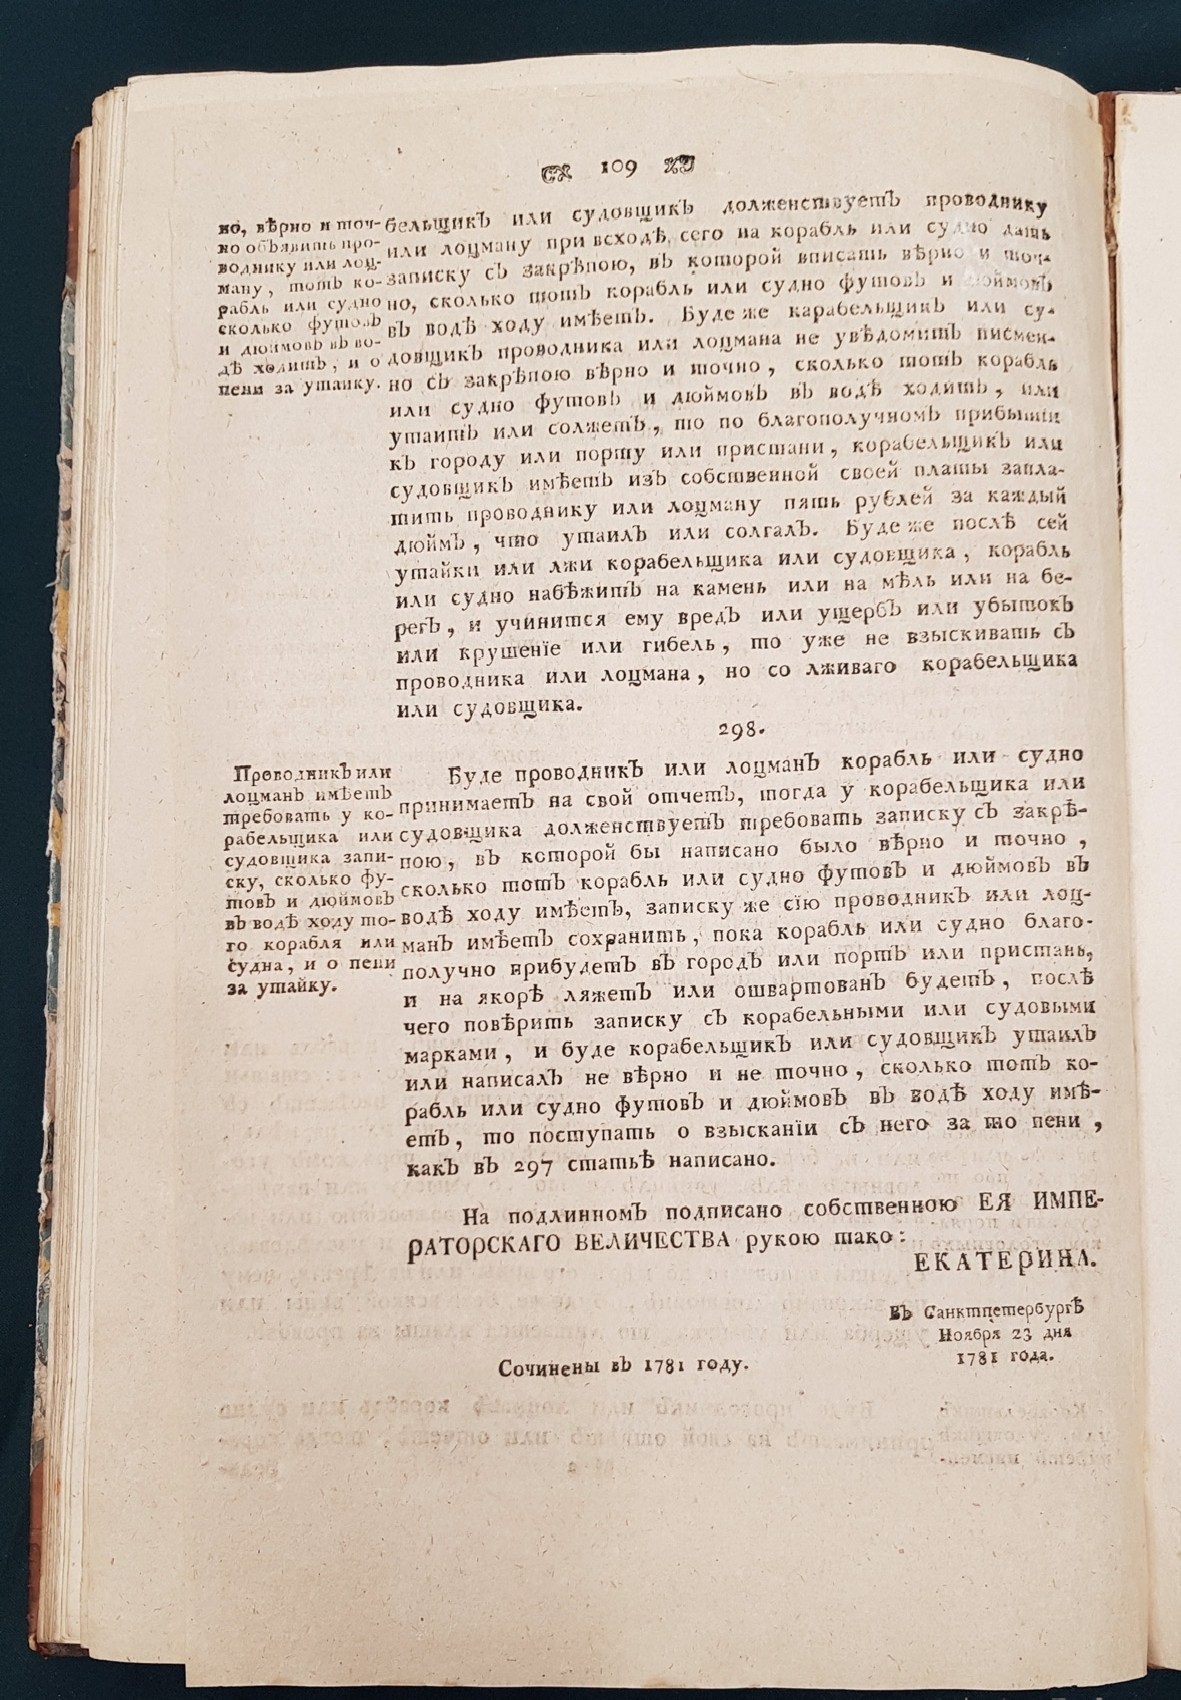 109
но, вѣрно и точ-
но объявить про-
воднику или лоц-
ману, тотъ ко-
рабль или судно
сколько футовъ
и дюймовъ въ во-
дѣ ходитъ, и о
пени за утайку.
бельщикъ или судовщикъ долженствуетъ проводнику
или лоцману при всходѣ сего на корабль или судно дать
записку съ закрѣпою, въ которой вписать вѣрно и точ-
но, сколько тотъ корабль или судно футовъ и дюймовъ
въ водѣ ходу имѣетъ. Буде же карабельщикъ или су-
довщикъ проводника или лоцмана не увѣдомитъ писмен-
но съ закрѣпою вѣрно и точно, сколько тотъ корабль
или судно футовъ и дюймовъ въ водѣ ходитъ, или
утаитъ или солжетъ, то по благополучномъ прибытіи
къ городу или порту или пристани, корабельщикъ или
судовщикъ имѣетъ изъ собственной своей платы запла-
тить проводнику или лоцману пять рублей за каждый
дюймъ, что утаилъ или солгалъ. Буде же послѣ сей
утайки или лжи корабельщика или судовщика, корабль
или судно набѣжитъ на камень или на мѣль или на бе-
регъ, и учинится ему вредъ или ущербъ или убытокъ
или крушенїе или гибель, то уже не взыскивать съ
проводника или лоцмана, но со лживаго корабельщика
или судовщика.
298.
Проводникъ или
лоцманъ имѣетъ
требовать у ко-
рабельщика или
судовщика запи-
ску, сколько фу-
товъ и дюймовъ
въ водѣ ходу то-
го корабля или
судна, и о пени
за утайку.
Буде проводникъ или лоцманъ корабль или судно
принимаетъ на свой отчетъ, тогда у корабельщика или
судовщика долженствуетъ требовать записку съ закрѣ-
пою, въ которой бы написано было вѣрно и точно,
сколько тотъ корабль или судно футовъ и дюймовъ въ
водѣ ходу имѣетъ, записку же сїю проводникъ или лоц-
манъ имѣетъ сохранить, пока корабль или судно благо-
получно прибудетъ въ городъ или портъ или пристань,
и на якорѣ ляжетъ или ошвартованъ будетъ, послѣ
чего повѣрить записку съ корабельными или судовыми
марками, и буде корабельщикъ или судовщикъ утаилъ
или написалъ не вѣрно и не точно, сколько тотъ ко-
рабль или судно футовъ и дюймовъ въ водѣ ходу имѣ-
етъ, то поступать о взысканїи съ него за то пени,
какъ въ 297 статьѣ написано.
На подлинномъ подписано собственною ЕЯ ИМПЕ-
РАТОРСКАГО ВЕЛИЧЕСТВА рукою тако:
ЕКАТЕРИНА.
Въ Санктпетербургѣ
Ноября 23 дня
1781 года.
Сочинены въ 1781 году.